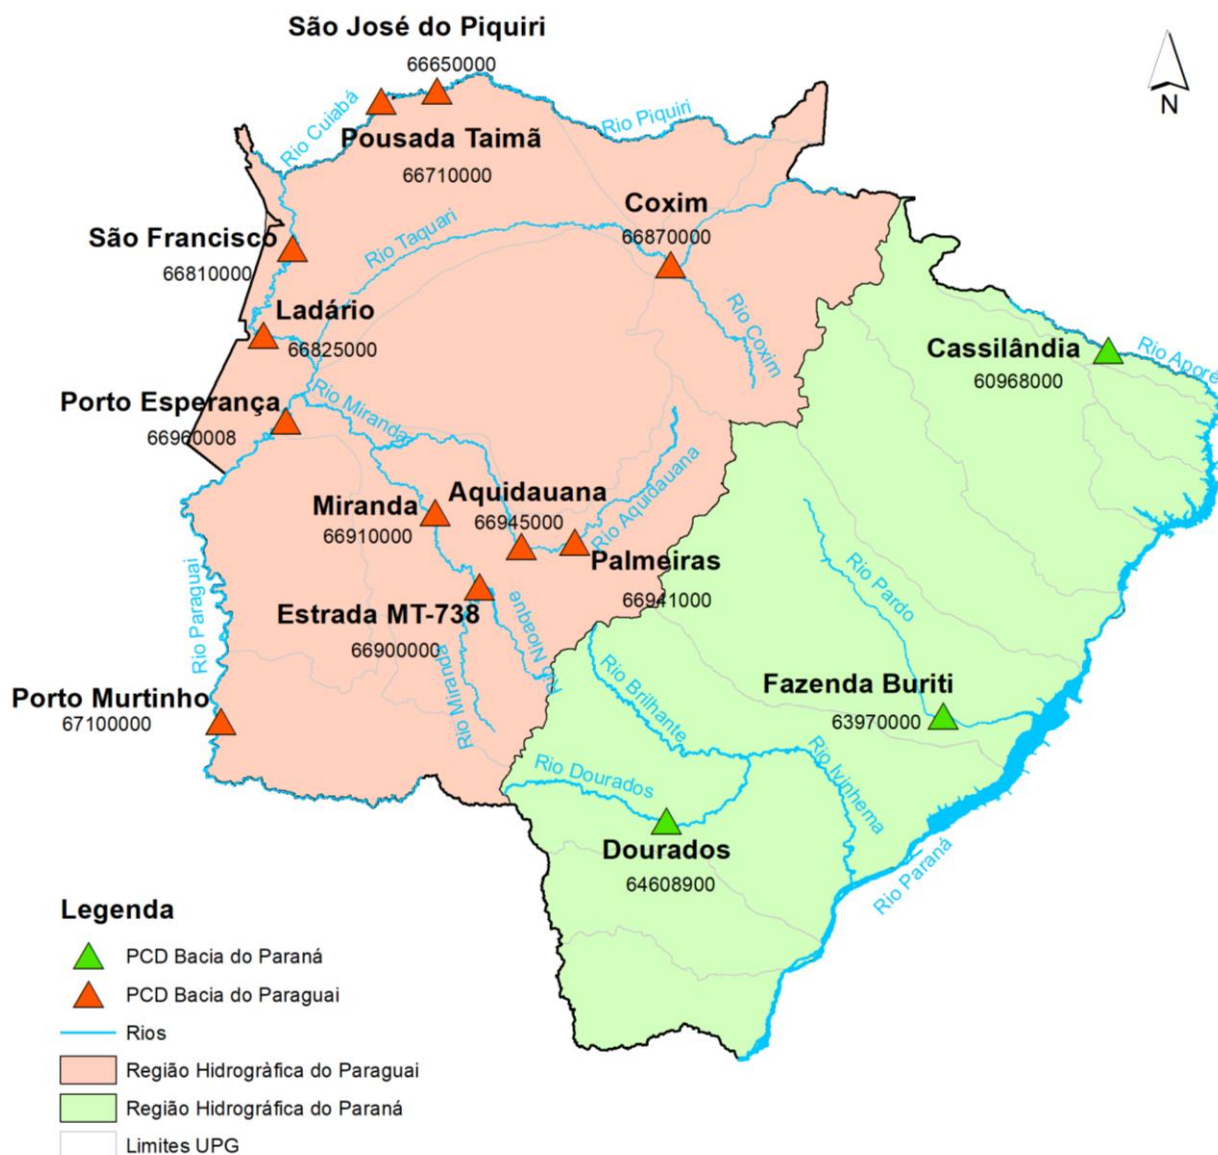 São José do Piquiri
66650000
N
Rio Cuiabá
Rio Piquiri
Pousada Taimã
66710000
Coxim
66870000
São Francisco
66810000
Rio Taquari
Ladário
66825000
Rio Coxim
Cassilândia
60968000
Rio Aporé
Porto Esperança
66960008
Rio Miranda
Miranda
66910000
Aquidauana
66945000
Rio Aquidauana
Palmeiras
66941000
Rio Pardo
Rio Paraguai
Estrada MT-738
66900000
Rio Nioaque
Rio Miranda
Rio Brilhante
Porto Murtinho
67100000
Fazenda Buriti
63970000
Rio Dourados
Rio Ivinhema
Dourados
64608900
Rio Paraná
Legenda
PCD Bacia do Paraná
PCD Bacia do Paraguai
Rios
Região Hidrogràfica do Paraguai
Região Hidrográfica do Paraná
Limites UPG